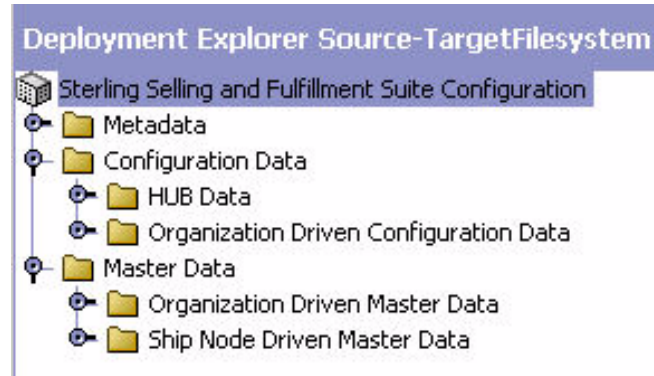 Deployment Explorer Source-TargetFilesystem
Sterling Selling and Fulfillment Suite Configuration
Metadata
Configuration Data
HUB Data
Organization Driven Configuration Data
Master Data
Organization Driven Master Data
Ship Node Driven Master Data